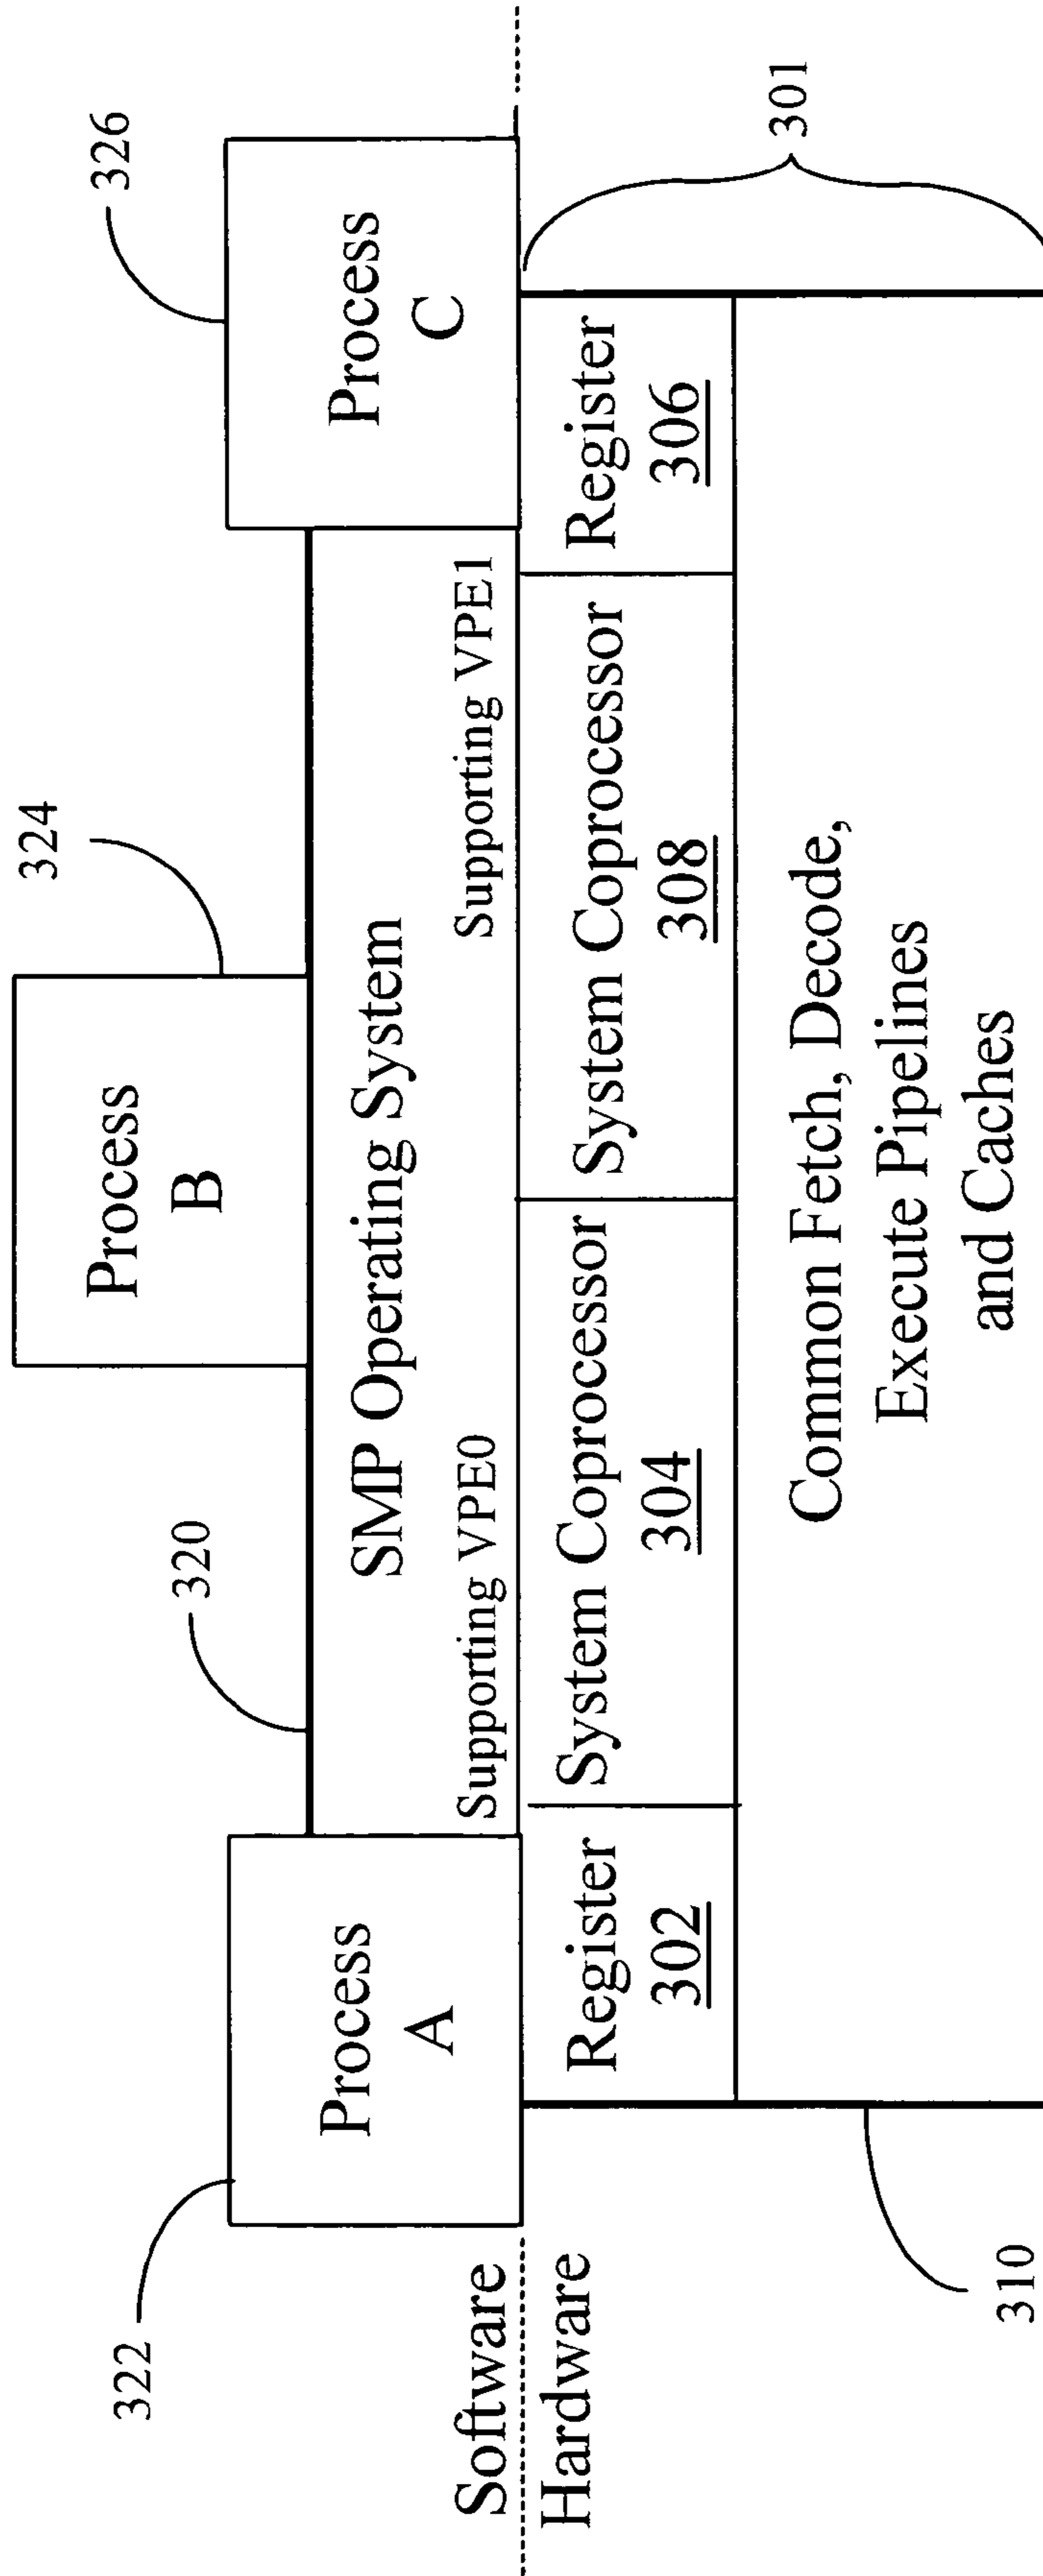 324
Process
B
326
Process
C
320
322
Process
A
SMP Operating System
Supporting VPE0
Supporting VPE1
Software
Hardware
Register
302
System Coprocessor
304
System Coprocessor
308
Register
306
301
Common Fetch, Decode,
Execute Pipelines
and Caches
310